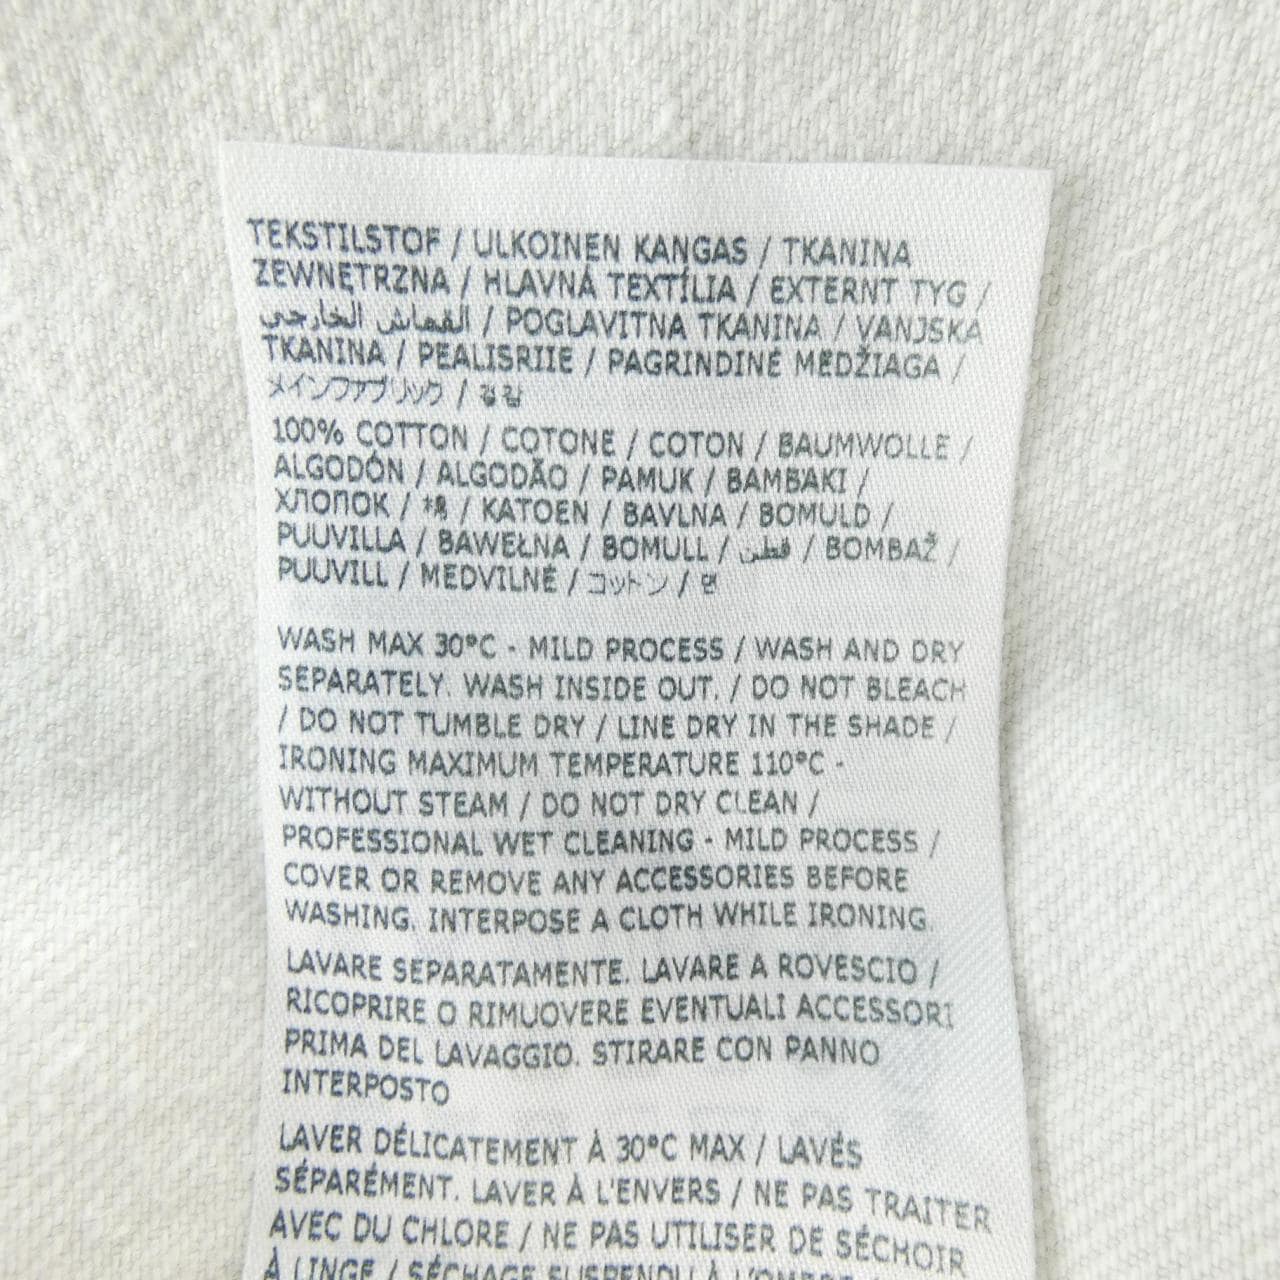 TEKSTILSTOF / ULKOINEN KANGAS / TKANINA
ZEWNĘTRZNA / HLAVNÁ TEXTÍLIA / EXTERNT TYG /
القماش الخارجي / POGLAVITNA TKANINA / VANJSKA
TKANINA / PEALISRIIE / PAGRINDINĖ MEDŽIAGA /
メインファブリック / 겉감
100% COTTON / COTONE / COTON / BAUMWOLLE /
ALGODÓN / ALGODÃO / PAMUK / BAMBAKI /
ХЛОПОК / 棉 / KATOEN / BAVLNA / BOMULD /
PUUVILLA / BAWEŁNA / BOMULL / قطن / BOMBAŽ /
PUUVILL / MEDVILNĖ / コットン / 면
WASH MAX 30°C - MILD PROCESS / WASH AND DRY
SEPARATELY. WASH INSIDE OUT. / DO NOT BLEACH
/ DO NOT TUMBLE DRY / LINE DRY IN THE SHADE /
IRONING MAXIMUM TEMPERATURE 110°C -
WITHOUT STEAM / DO NOT DRY CLEAN /
PROFESSIONAL WET CLEANING - MILD PROCESS /
COVER OR REMOVE ANY ACCESSORIES BEFORE
WASHING. INTERPOSE A CLOTH WHILE IRONING.
LAVARE SEPARATAMENTE. LAVARE A ROVESCIO /
RICOPRIRE O RIMUOVERE EVENTUALI ACCESSORI
PRIMA DEL LAVAGGIO. STIRARE CON PANNO
INTERPOSTO
LAVER DÉLICATEMENT À 30°C MAX / LAVÉS
SÉPARÉMENT. LAVER À L'ENVERS / NE PAS TRAITER
AVEC DU CHLORE / NE PAS UTILISER DE SÉCHOIR
À LINGE / SÉCHAGE SUSPENDU À L'OMBRE /